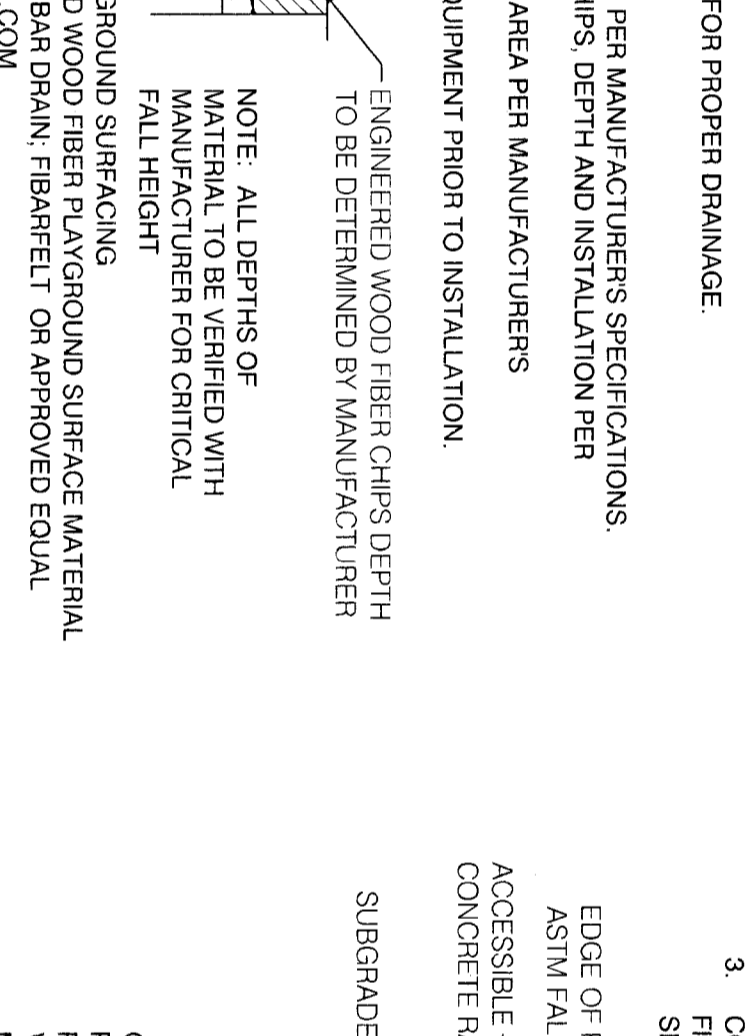 FOR PROPER DRAINAGE.
PER MANUFACTURER'S SPECIFICATIONS.
HIPS, DEPTH AND INSTALLATION PER
AREA PER MANUFACTURER'S
QUIPMENT PRIOR TO INSTALLATION.
ENGINEERED WOOD FIBER CHIPS DEPTH
TO BE DETERMINED BY MANUFACTURER
NOTE: ALL DEPTHS OF
MATERIAL TO BE VERIFIED WITH
MANUFACTURER FOR CRITICAL
FALL HEIGHT
GROUND SURFACING
D WOOD FIBER PLAYGROUND SURFACE MATERIAL
BAR DRAIN; FIBARFELT OR APPROVED EQUAL
.COM
3.
EDGE OF
ASTM FAL
ACCESSIBLE
CONCRETE RA
SUBGRADE